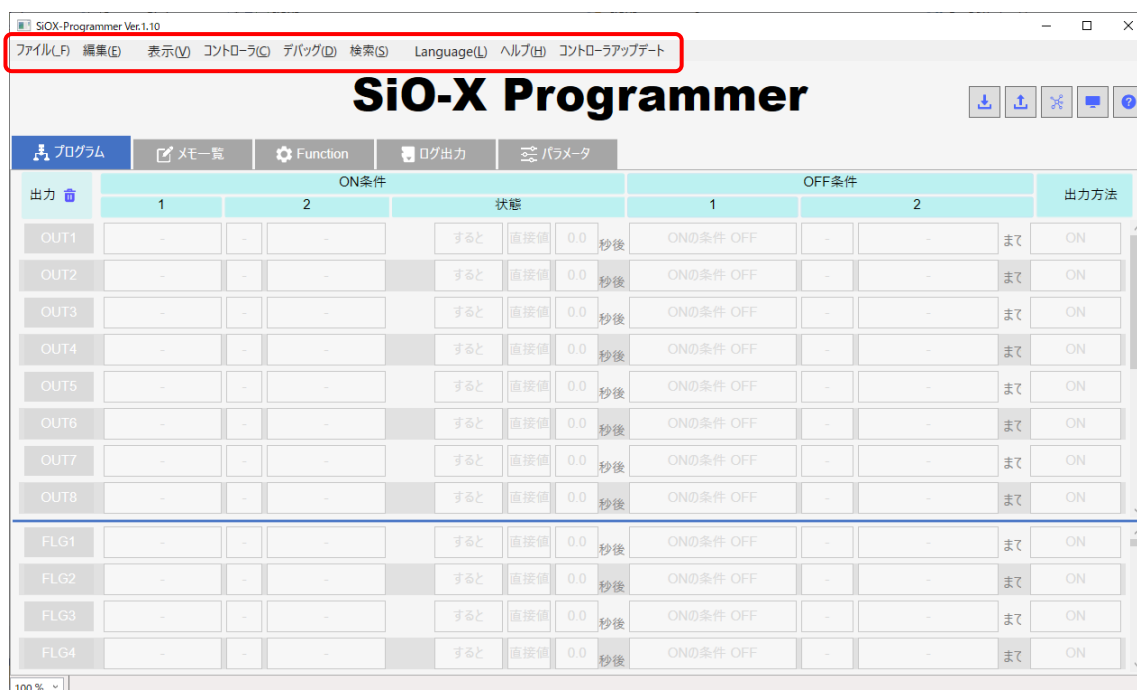 SiOX-Programmer Ver.1.10
ファイル(_F) 編集(E) 表示(V) コントローラ(C) デバッグ(D) 検索(S) Language(L) ヘルプ(H) コントローラアップデート
SiO-X Programmer
プログラム メモ一覧 Function ログ出力 パラメータ
出力 ON条件 OFF条件 出力方法
1 2 状態 1 2
OUT1 - - - すると 直接値 0.0 秒後 ONの条件 OFF - - まで ON
OUT2 - - - すると 直接値 0.0 秒後 ONの条件 OFF - - まで ON
OUT3 - - - すると 直接値 0.0 秒後 ONの条件 OFF - - まで ON
OUT4 - - - すると 直接値 0.0 秒後 ONの条件 OFF - - まで ON
OUT5 - - - すると 直接値 0.0 秒後 ONの条件 OFF - - まで ON
OUT6 - - - すると 直接値 0.0 秒後 ONの条件 OFF - - まで ON
OUT7 - - - すると 直接値 0.0 秒後 ONの条件 OFF - - まで ON
OUT8 - - - すると 直接値 0.0 秒後 ONの条件 OFF - - まで ON
FLG1 - - - すると 直接値 0.0 秒後 ONの条件 OFF - - まで ON
FLG2 - - - すると 直接値 0.0 秒後 ONの条件 OFF - - まで ON
FLG3 - - - すると 直接値 0.0 秒後 ONの条件 OFF - - まで ON
FLG4 - - - すると 直接値 0.0 秒後 ONの条件 OFF - - まで ON
100 %